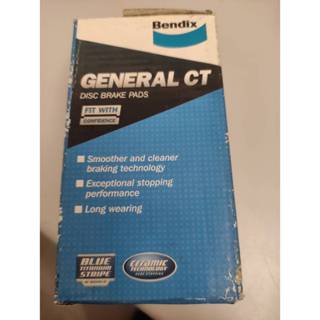 Bendix
GENERAL CT
DISC BRAKE PADS
FIT WITH
CONFIDENCE
Smoother and cleaner
braking technology
Exceptional stopping
performance
Long wearing
BLUE
TITANIUM
STRIPE
CERAMIC
TECHNOLOGY